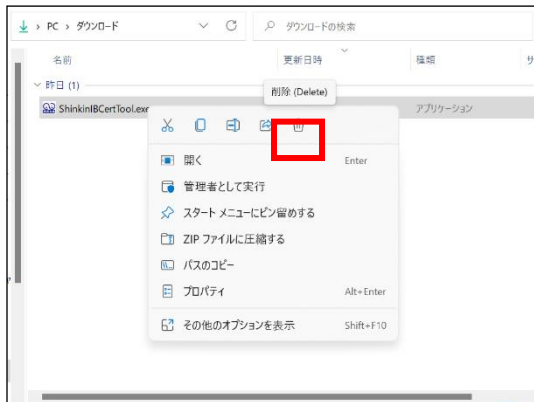 PC › ダウンロード
ダウンロードの検索
名前 更新日時 種類
昨日 (1)
削除 (Delete)
ShinkinIBCertTool.exe アプリケーション
開く Enter
管理者として実行
スタート メニューにピン留めする
ZIP ファイルに圧縮する
パスのコピー
プロパティ Alt+Enter
その他のオプションを表示 Shift+F10